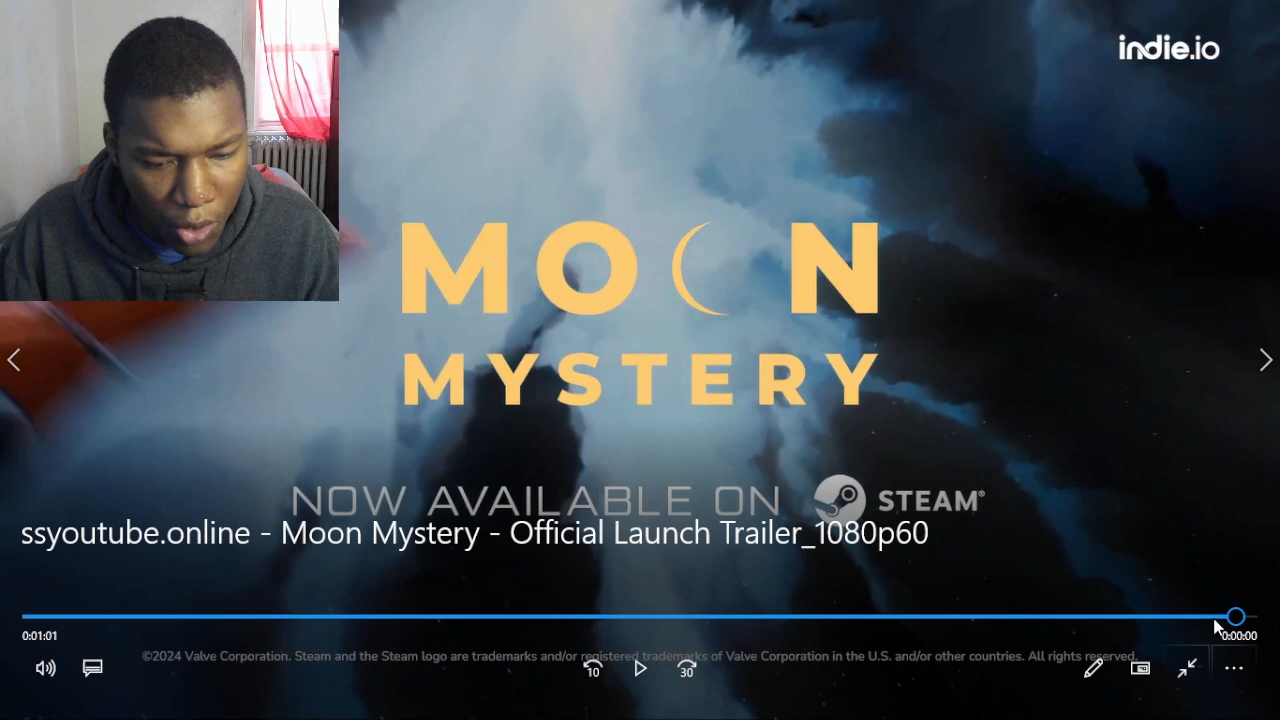 indie.io
MOON
MYSTERY
NOW AVAILABLE ON STEAM®
ssyoutube.online - Moon Mystery - Official Launch Trailer_1080p60
0:01:01
0:00:00
©2024 Valve Corporation. Steam and the Steam logo are trademarks and/or registered trademarks of Valve Corporation in the U.S. and/or other countries. All rights reserved.
10
30